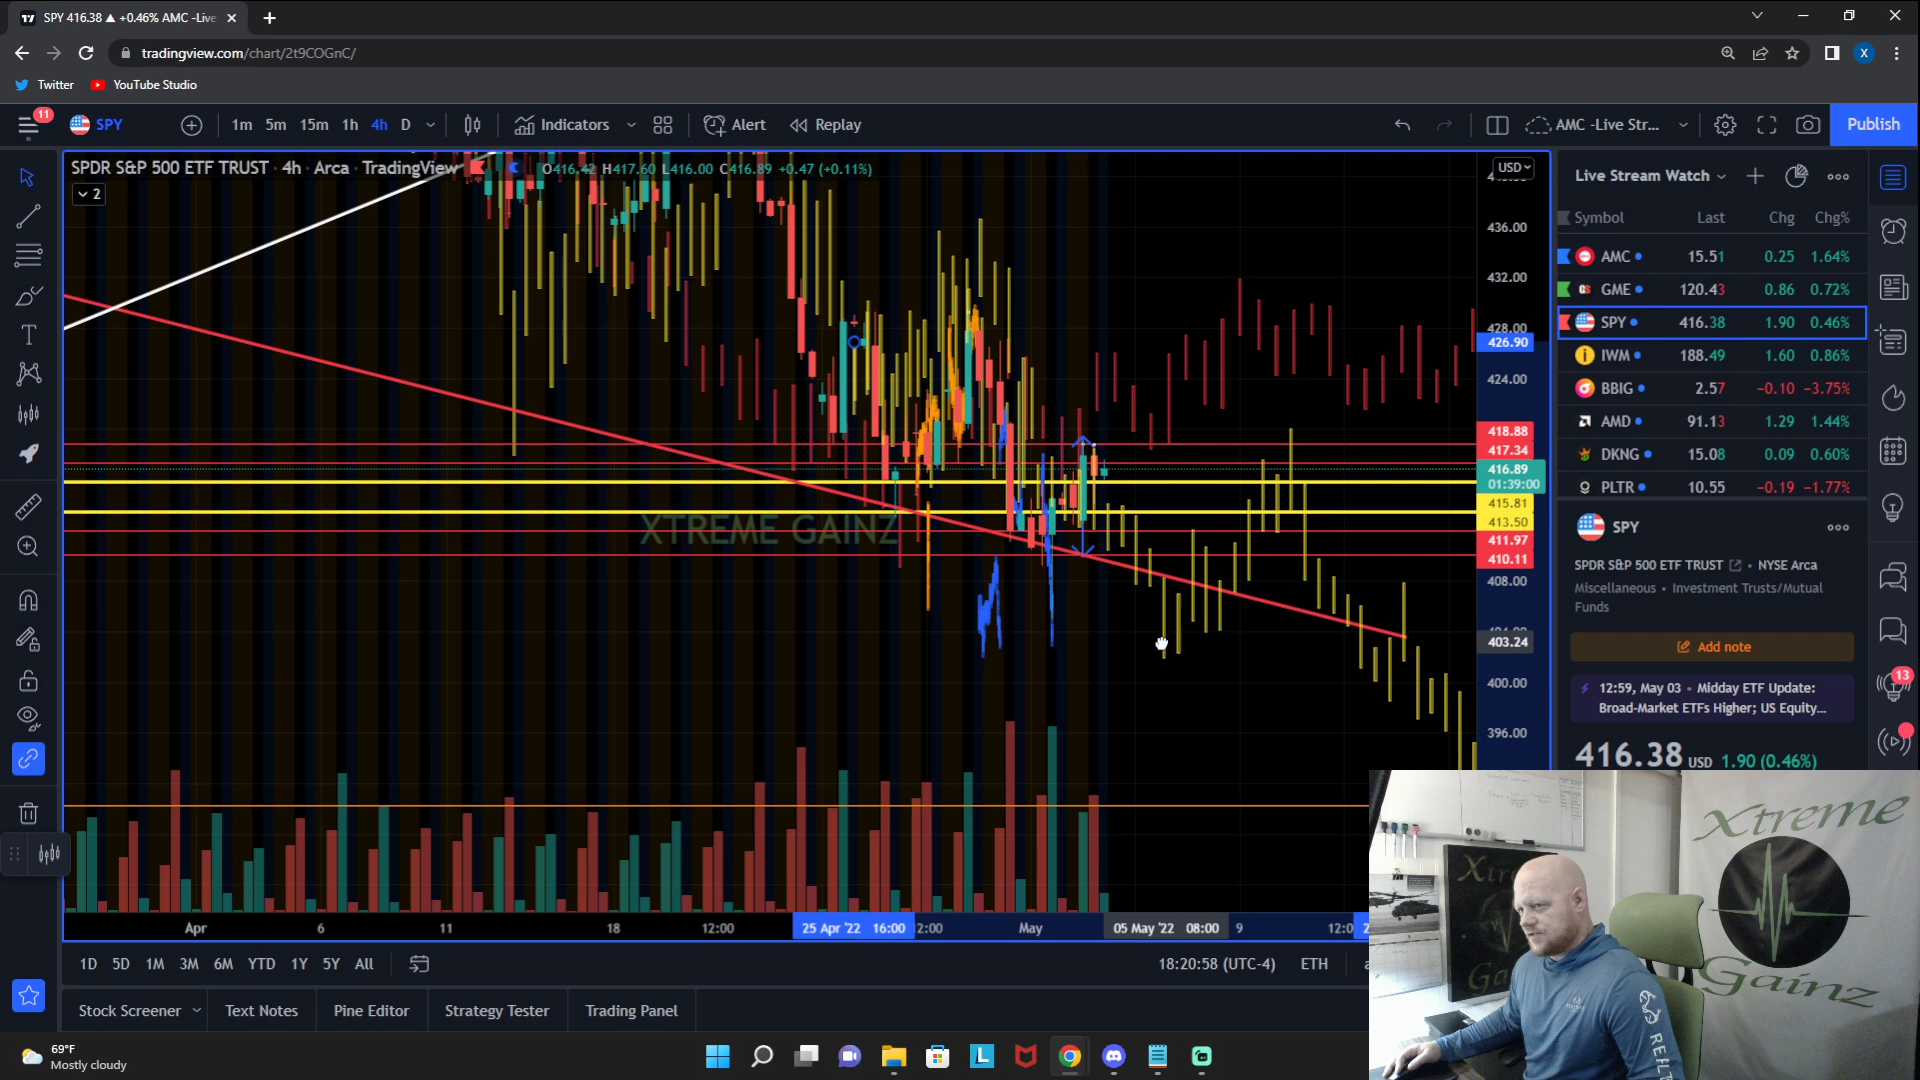 SPY 416.38 ▲ +0.46% AMC -Live
tradingview.com/chart/2t9COGnC/
X
Twitter
YouTube Studio
11
SPY
1m 5m 15m 1h 4h D
Indicators
Alert
Replay
AMC -Live Str...
Publish
SPDR S&P 500 ETF TRUST · 4h · Arca · TradingView
O416.42 H417.60 L416.00 C416.89 +0.47 (+0.11%)
2
USD
436.00
432.00
428.00
426.90
424.00
418.88
417.34
416.89
01:39:00
415.81
413.50
411.97
410.11
408.00
403.24
400.00
396.00
XTREME GAINZ
Apr 6 11 18 12:00 25 Apr '22 16:00 2:00 May 05 May '22 08:00 9 12:0
1D 5D 1M 3M 6M YTD 1Y 5Y All
18:20:58 (UTC-4) ETH
Stock Screener Text Notes Pine Editor Strategy Tester Trading Panel
Live Stream Watch
Symbol Last Chg Chg%
AMC 15.51 0.25 1.64%
GME 120.43 0.86 0.72%
SPY 416.38 1.90 0.46%
IWM 188.49 1.60 0.86%
BBIG 2.57 -0.10 -3.75%
AMD 91.13 1.29 1.44%
DKNG 15.08 0.09 0.60%
PLTR 10.55 -0.19 -1.77%
SPY
SPDR S&P 500 ETF TRUST • NYSE Arca
Miscellaneous • Investment Trusts/Mutual
Funds
Add note
12:59, May 03 • Midday ETF Update:
Broad-Market ETFs Higher; US Equity...
416.38 USD 1.90 (0.46%)
13
Xtreme
Gainz
69°F
Mostly cloudy